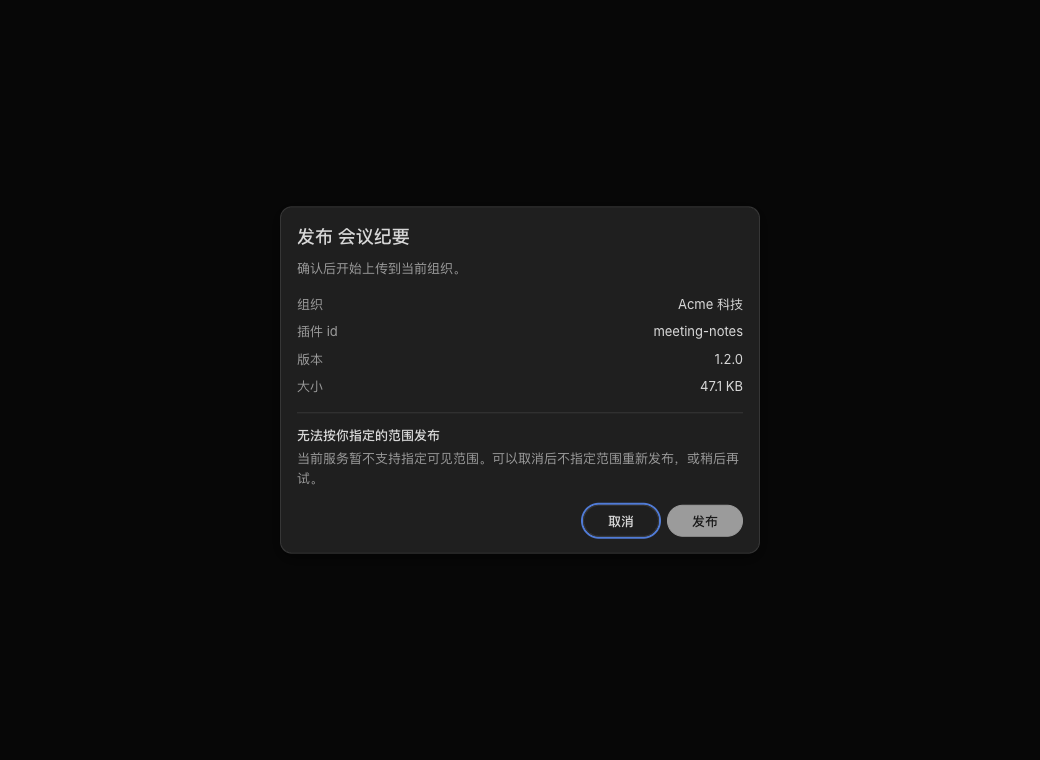 发布 会议纪要
确认后开始上传到当前组织。
组织 Acme 科技
插件 id meeting-notes
版本 1.2.0
大小 47.1 KB
无法按你指定的范围发布
当前服务暂不支持指定可见范围。可以取消后不指定范围重新发布，或稍后再
试。
取消 发布